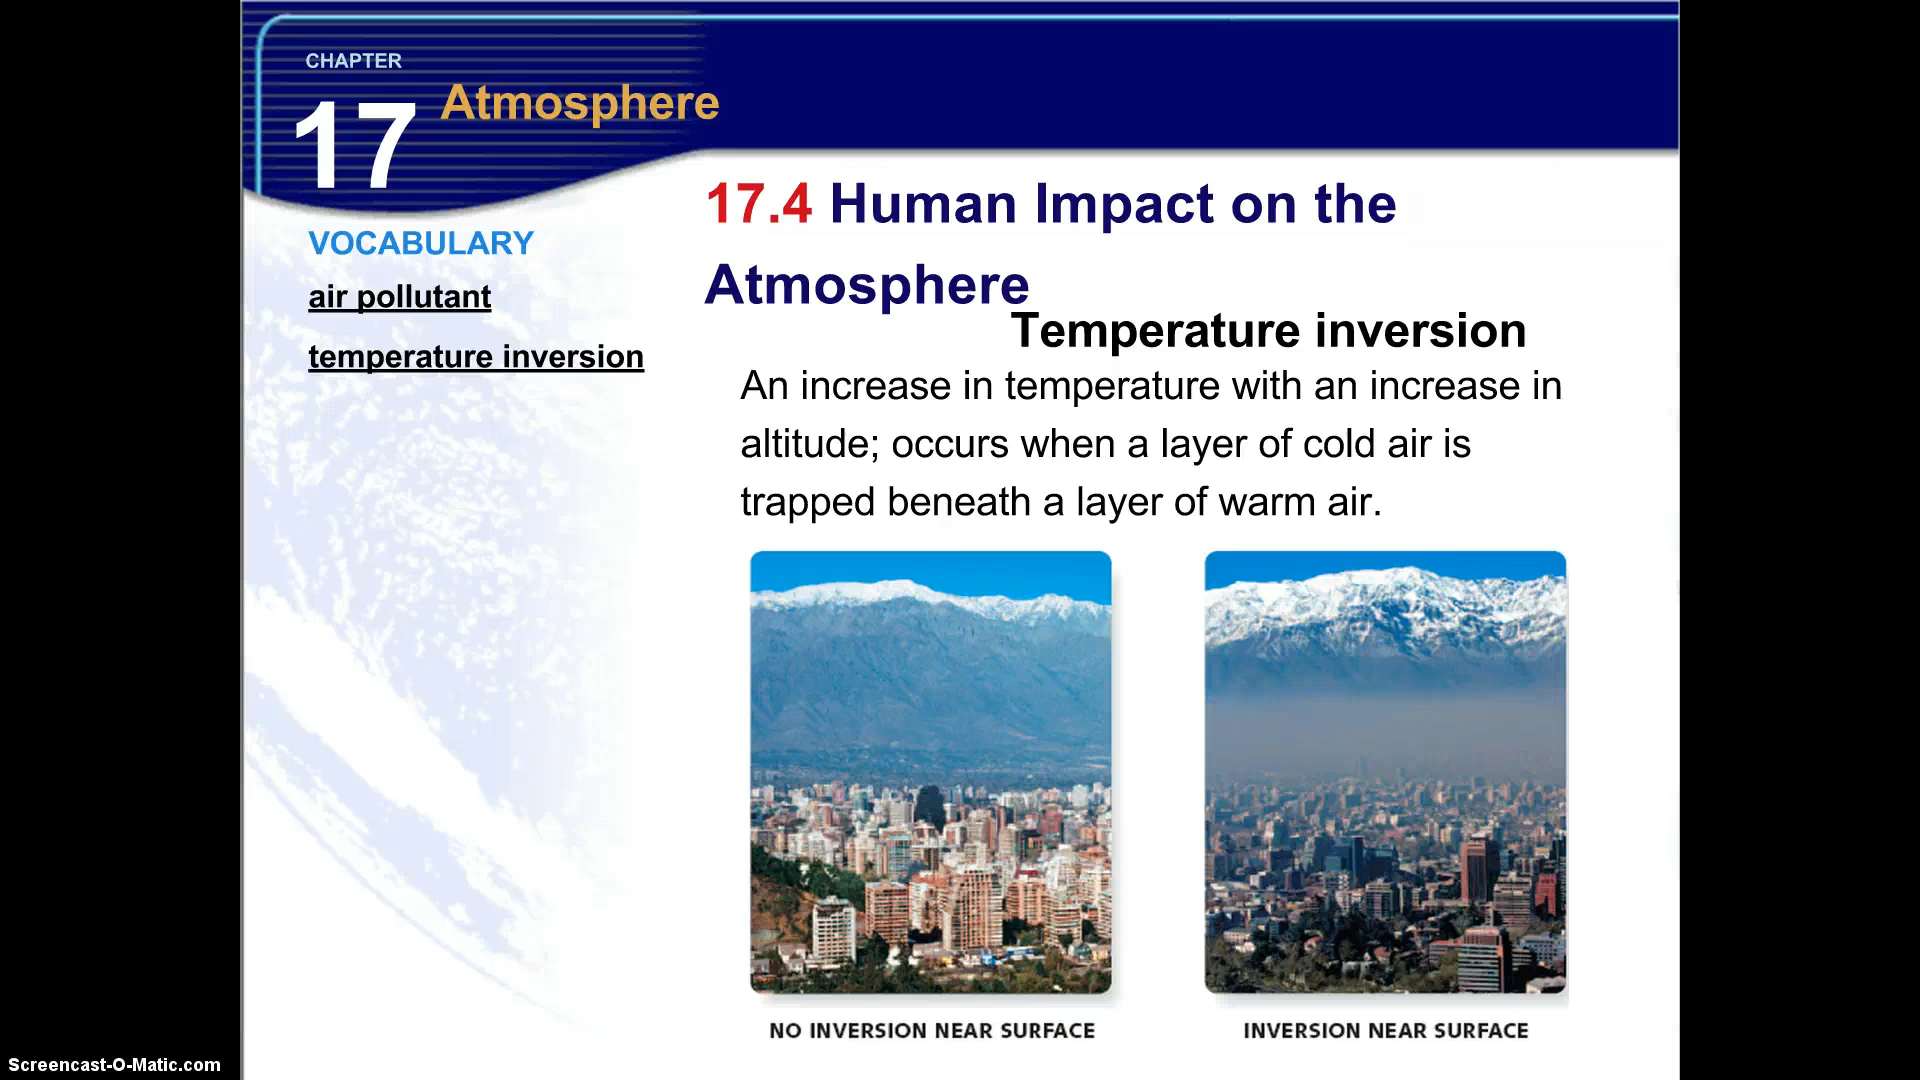 CHAPTER
17
Atmosphere
VOCABULARY
air pollutant
temperature inversion
17.4 Human Impact on the
Atmosphere
Temperature inversion
An increase in temperature with an increase in
altitude; occurs when a layer of cold air is
trapped beneath a layer of warm air.
NO INVERSION NEAR SURFACE
INVERSION NEAR SURFACE
Screencast-O-Matic.com